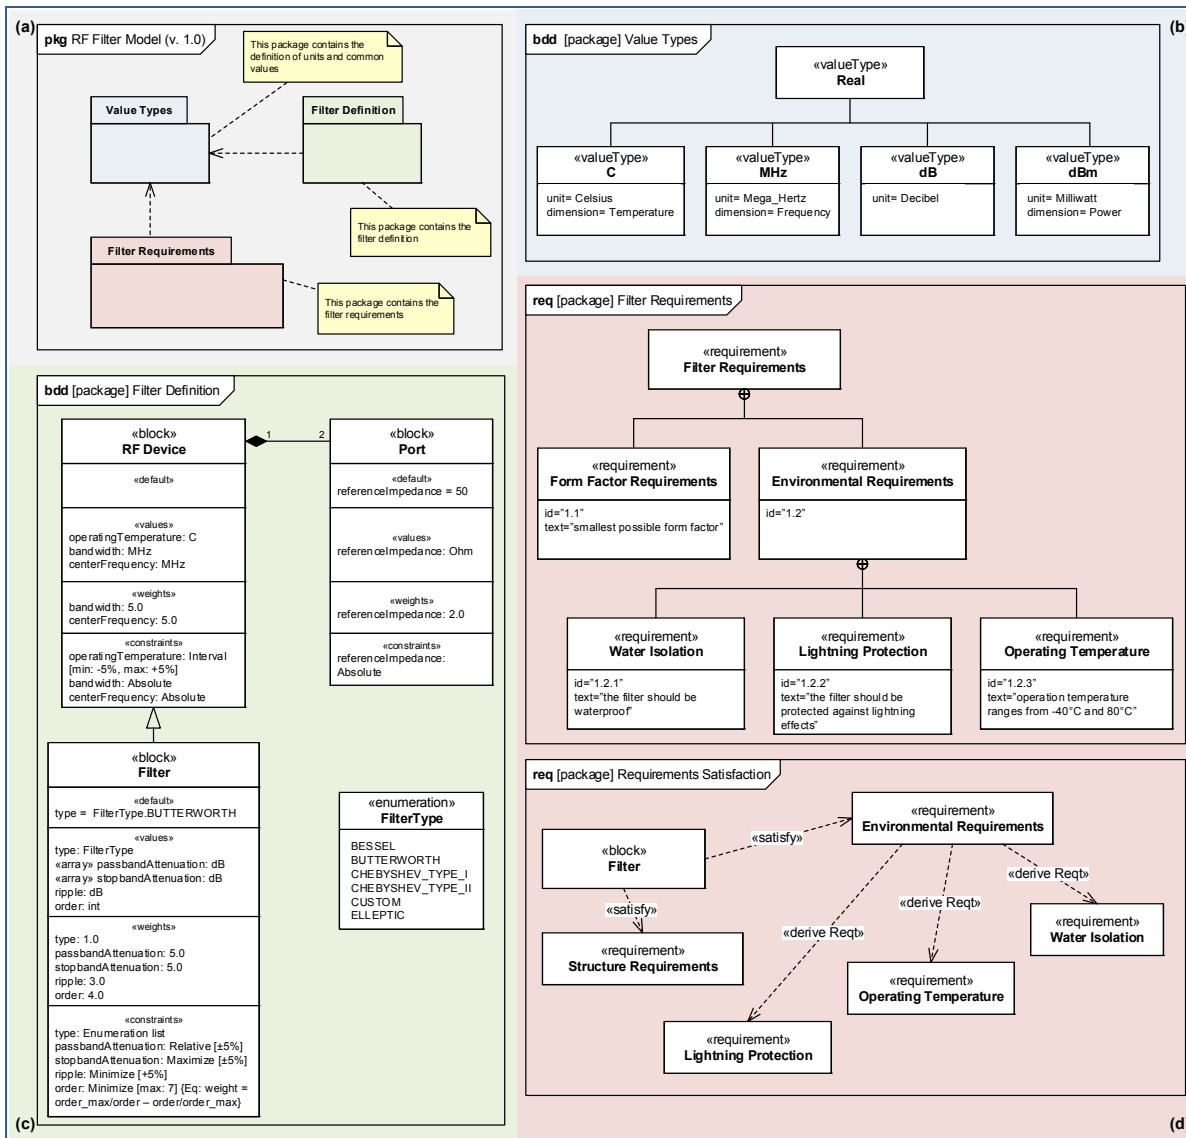 (a)
pkg RF Filter Model (v. 1.0)
This package contains the
definition of units and common
values
Value Types
Filter Definition
This package contains the
filter definition
Filter Requirements
This package contains the
filter requirements
(b)
bdd [package] Value Types
«valueType»
Real
«valueType»
C
unit= Celsius
dimension= Temperature
«valueType»
MHz
unit= Mega_Hertz
dimension= Frequency
«valueType»
dB
unit= Decibel
«valueType»
dBm
unit= Milliwatt
dimension= Power
(c)
bdd [package] Filter Definition
«block»
RF Device
«default»
«values»
operatingTemperature: C
bandwidth: MHz
centerFrequency: MHz
«weights»
bandwidth: 5.0
centerFrequency: 5.0
«constraints»
operatingTemperature: Interval
[min: -5%, max: +5%]
bandwidth: Absolute
centerFrequency: Absolute
1
2
«block»
Port
«default»
referenceImpedance = 50
«values»
referenceImpedance: Ohm
«weights»
referenceImpedance: 2.0
«constraints»
referenceImpedance:
Absolute
«block»
Filter
«default»
type = FilterType.BUTTERWORTH
«values»
type: FilterType
«array» passbandAttenuation: dB
«array» stopbandAttenuation: dB
ripple: dB
order: int
«weights»
type: 1.0
passbandAttenuation: 5.0
stopbandAttenuation: 5.0
ripple: 3.0
order: 4.0
«constraints»
type: Enumeration list
passbandAttenuation: Relative [±5%]
stopbandAttenuation: Maximize [±5%]
ripple: Minimize [+5%]
order: Minimize [max: 7] {Eq: weight =
order_max/order – order/order_max}
«enumeration»
FilterType
BESSEL
BUTTERWORTH
CHEBYSHEV_TYPE_I
CHEBYSHEV_TYPE_II
CUSTOM
ELLEPTIC
(d)
req [package] Filter Requirements
«requirement»
Filter Requirements
«requirement»
Form Factor Requirements
id="1.1"
text="smallest possible form factor"
«requirement»
Environmental Requirements
id="1.2"
«requirement»
Water Isolation
id="1.2.1"
text="the filter should be
waterproof"
«requirement»
Lightning Protection
id="1.2.2"
text="the filter should be
protected against lightning
effects"
«requirement»
Operating Temperature
id="1.2.3"
text="operation temperature
ranges from -40°C and 80°C"
req [package] Requirements Satisfaction
«block»
Filter
«satisfy»
«satisfy»
«requirement»
Environmental Requirements
«derive Reqt»
«derive Reqt»
«derive Reqt»
«requirement»
Structure Requirements
«requirement»
Water Isolation
«requirement»
Operating Temperature
«requirement»
Lightning Protection